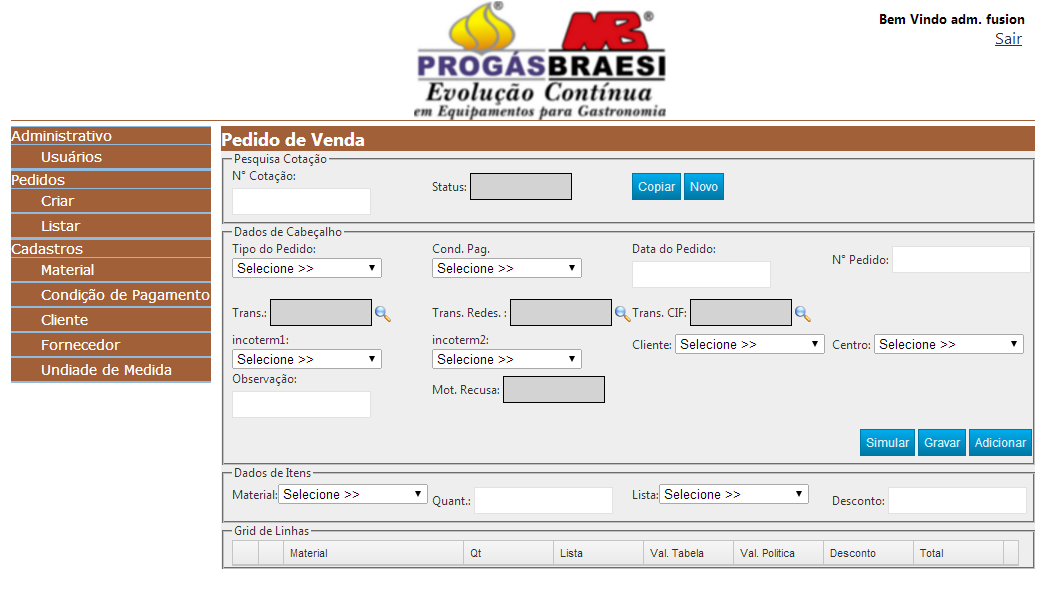 Bem Vindo adm. fusion
Sair
PROGÁS® BRAESI
MB®
Evolução Contínua
em Equipamentos para Gastronomia
Administrativo
Usuários
Pedidos
Criar
Listar
Cadastros
Material
Condição de Pagamento
Cliente
Fornecedor
Undiade de Medida
Pedido de Venda
Pesquisa Cotação
N° Cotação:
Status:
Copiar Novo
Dados de Cabeçalho
Tipo do Pedido: Cond. Pag. Data do Pedido: N° Pedido:
Selecione >> Selecione >>
Trans.: Trans. Redes. : Trans. CIF:
incoterm1: incoterm2: Cliente: Selecione >> Centro: Selecione >>
Selecione >> Selecione >>
Observação: Mot. Recusa:
Simular Gravar Adicionar
Dados de Itens
Material: Selecione >> Quant.: Lista: Selecione >> Desconto:
Grid de Linhas
Material Qt Lista Val. Tabela Val. Politica Desconto Total